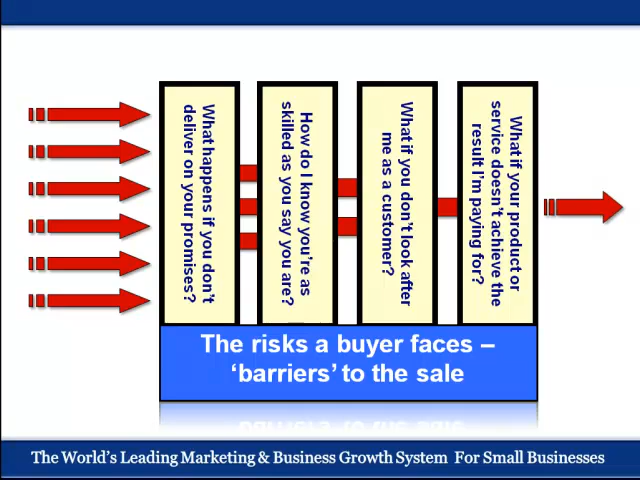 What happens if you don't
deliver on your promises?
How do I know you're as
skilled as you say you are?
What if you don't look after
me as a customer?
What if your product or
service doesn't achieve the
result I'm paying for?
The risks a buyer faces –
‘barriers’ to the sale
The World's Leading Marketing & Business Growth System For Small Businesses